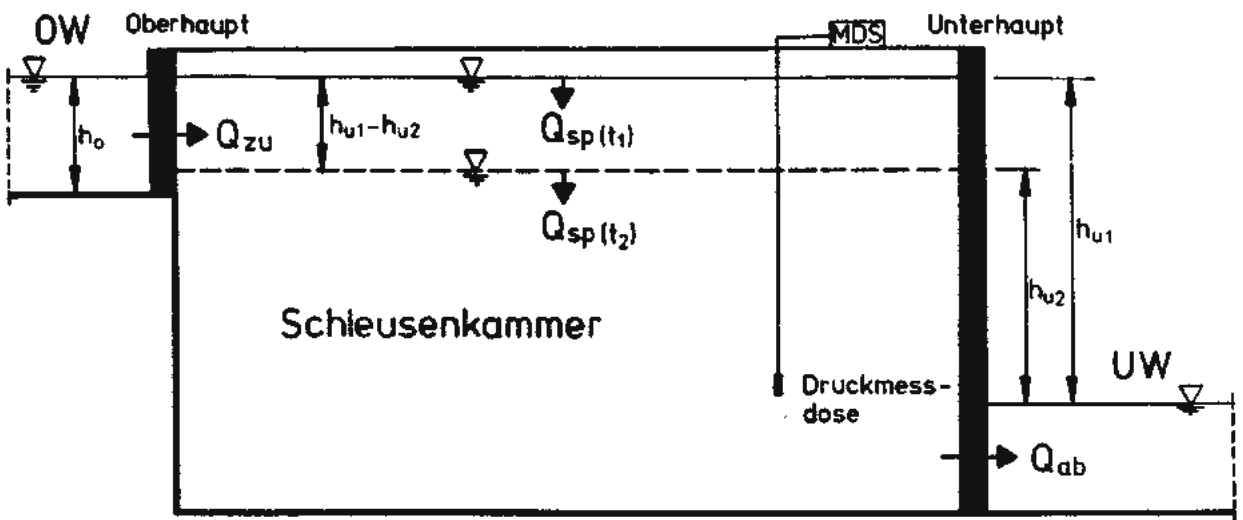 OW
Oberhaupt
MDS
Unterhaupt
h₀
Q_zu
h_u1-h_u2
Q_sp(t₁)
Q_sp(t₂)
h_u1
h_u2
Schleusenkammer
UW
Druckmess-
dose
Q_ab